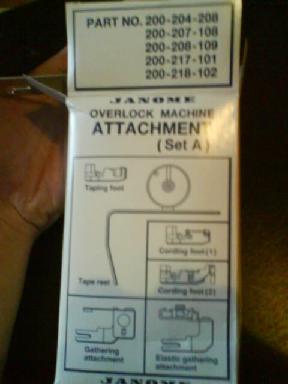 PART NO. 200-204-208
200-207-108
200-208-109
200-217-101
200-218-102
JANOME
OVERLOCK MACHINE
ATTACHMENT
(Set A)
Taping foot
Cording foot (1)
Tape reel
Cording foot (2)
Gathering
attachment
Elastic gathering
attachment
JANOME